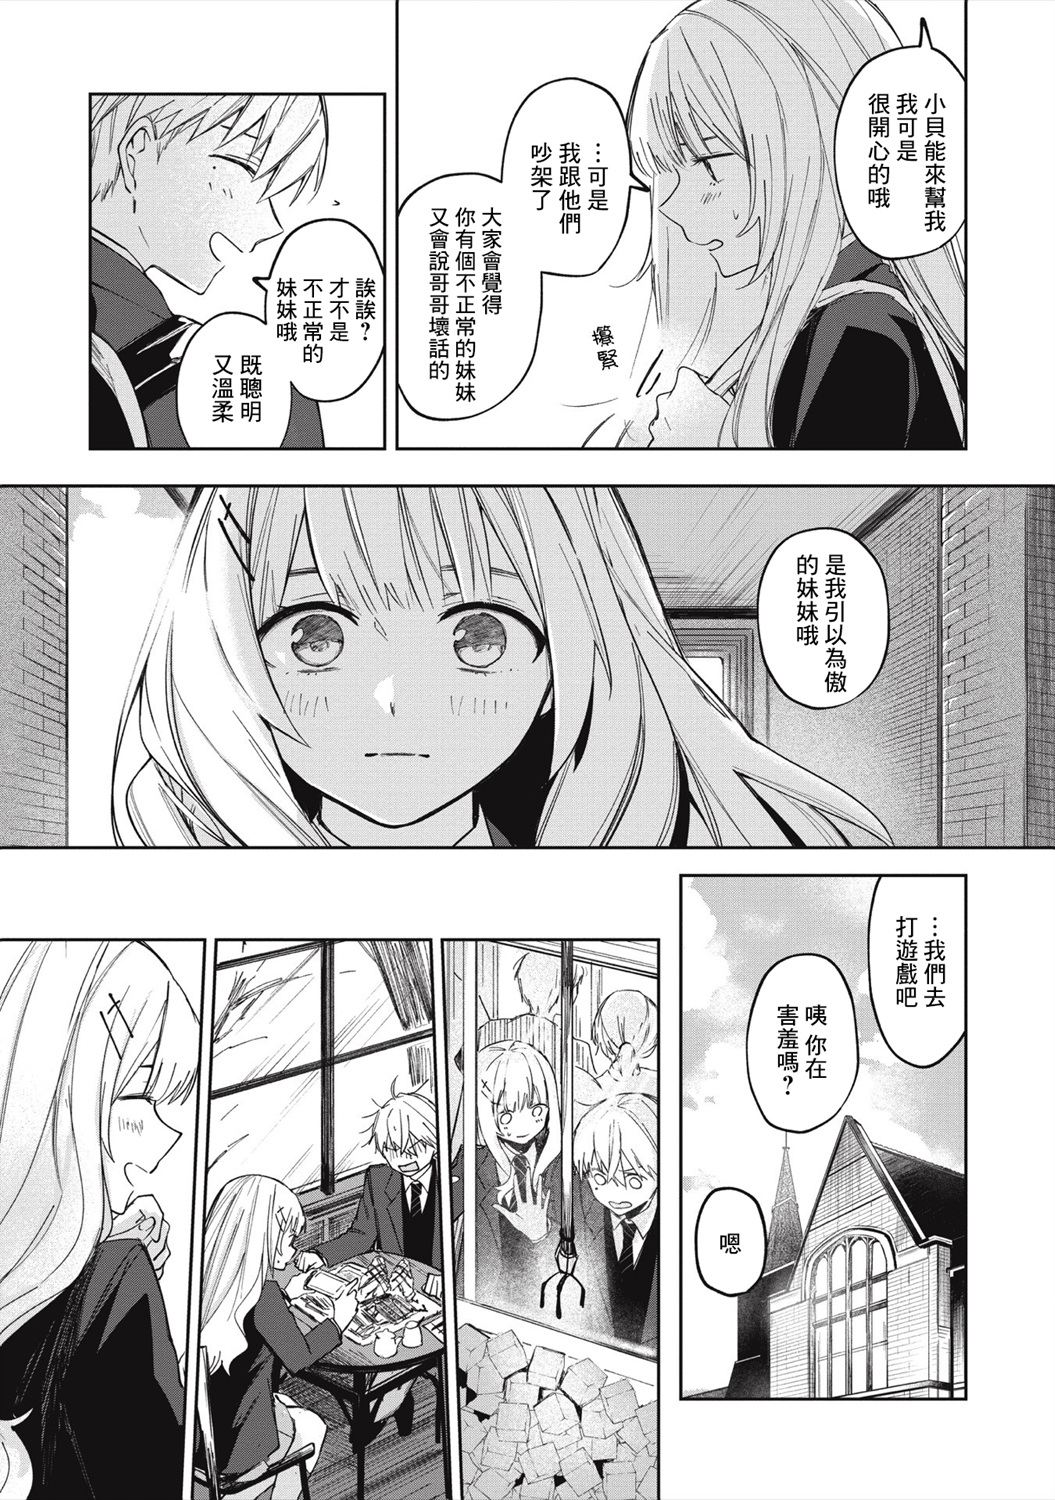 小貝能來幫我
我可是
很開心的哦
…可是
我跟他們
吵架了
大家會覺得
你有個不正常的妹妹
又會說哥哥壞話的
攥緊
誒誒?
才不是
不正常的
妹妹哦
既聰明
又溫柔
是我引以為傲
的妹妹哦
…我們去
打遊戲吧
咦 你在
害羞嗎?
嗯